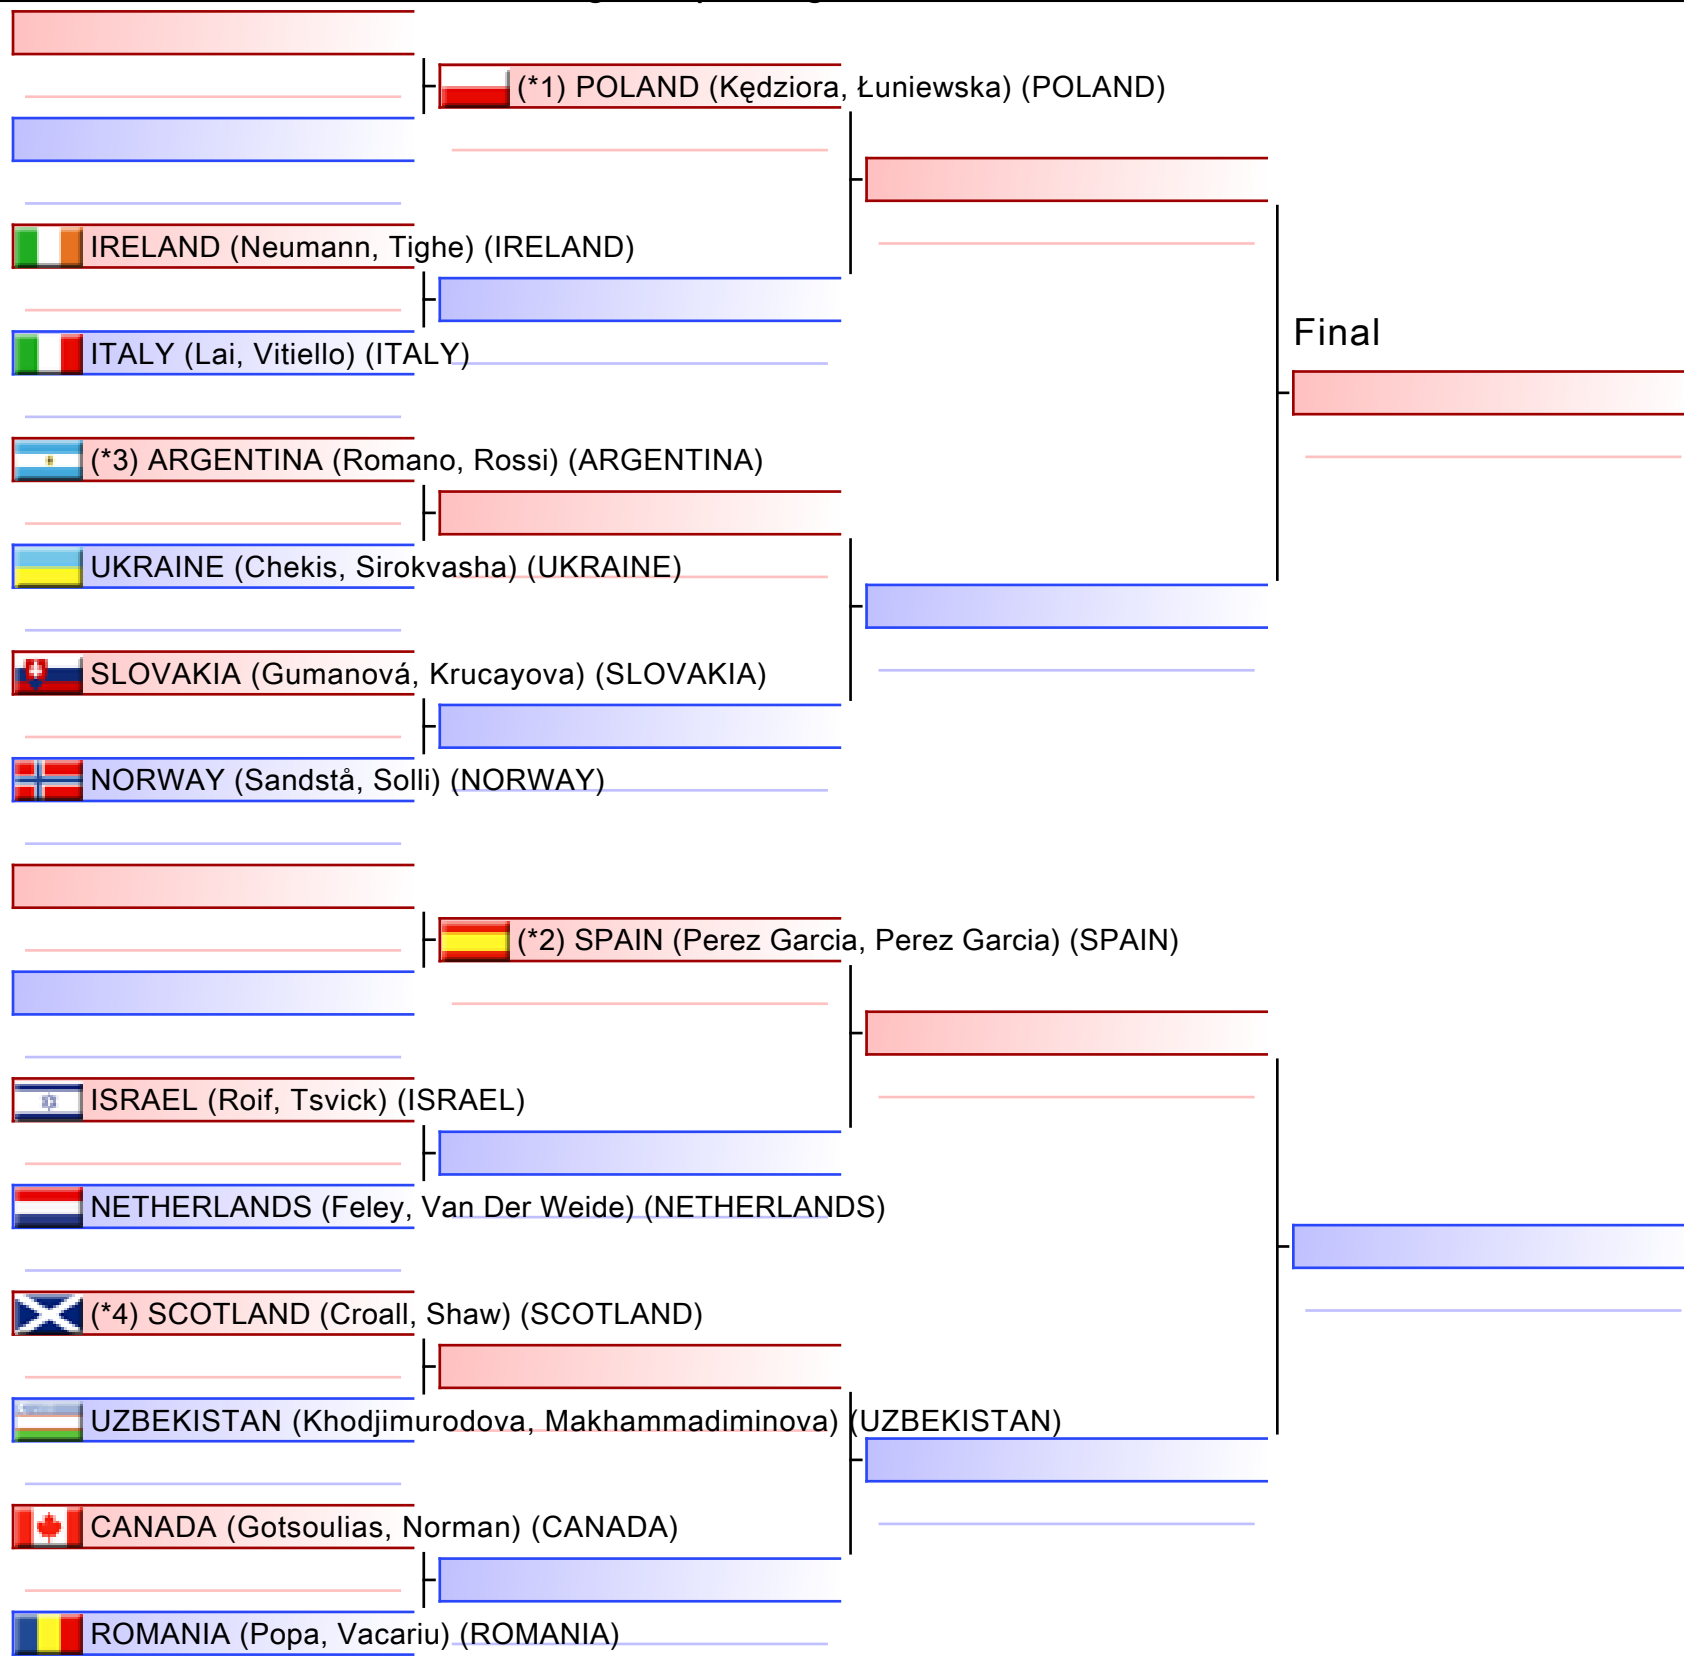 (*1) POLAND (Kędziora, Łuniewska) (POLAND)
IRELAND (Neumann, Tighe) (IRELAND)
Final
ITALY (Lai, Vitiello) (ITALY)
(*3) ARGENTINA (Romano, Rossi) (ARGENTINA)
UKRAINE (Chekis, Sirokvasha) (UKRAINE)
SLOVAKIA (Gumanová, Krucayova) (SLOVAKIA)
NORWAY (Sandstå, Solli) (NORWAY)
(*2) SPAIN (Perez Garcia, Perez Garcia) (SPAIN)
ISRAEL (Roif, Tsvick) (ISRAEL)
NETHERLANDS (Feley, Van Der Weide) (NETHERLANDS)
(*4) SCOTLAND (Croall, Shaw) (SCOTLAND)
UZBEKISTAN (Khodjimurodova, Makhammadiminova) (UZBEKISTAN)
CANADA (Gotsoulias, Norman) (CANADA)
ROMANIA (Popa, Vacariu) (ROMANIA)